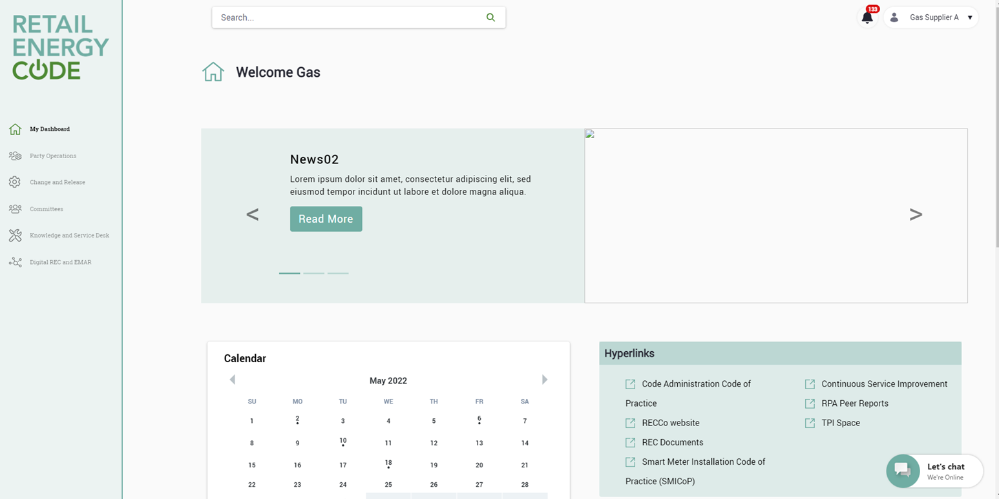 RETAIL
ENERGY
CODE
Search...
133
Gas Supplier A ▼
Welcome Gas
My Dashboard
Party Operations
Change and Release
Committees
Knowledge and Service Desk
Digital REC and EMAR
News02
Lorem ipsum dolor sit amet, consectetur adipiscing elit, sed
eiusmod tempor incidunt ut labore et dolore magna aliqua.
< >
Read More
Calendar
May 2022
SU MO TU WE TH FR SA
1 2 3 4 5 6 7
8 9 10 11 12 13 14
15 16 17 18 19 20 21
22 23 24 25 26 27 28
Hyperlinks
Code Administration Code of
Practice
RECCo website
REC Documents
Smart Meter Installation Code of
Practice (SMICoP)
Continuous Service Improvement
RPA Peer Reports
TPI Space
Let's chat
We're Online